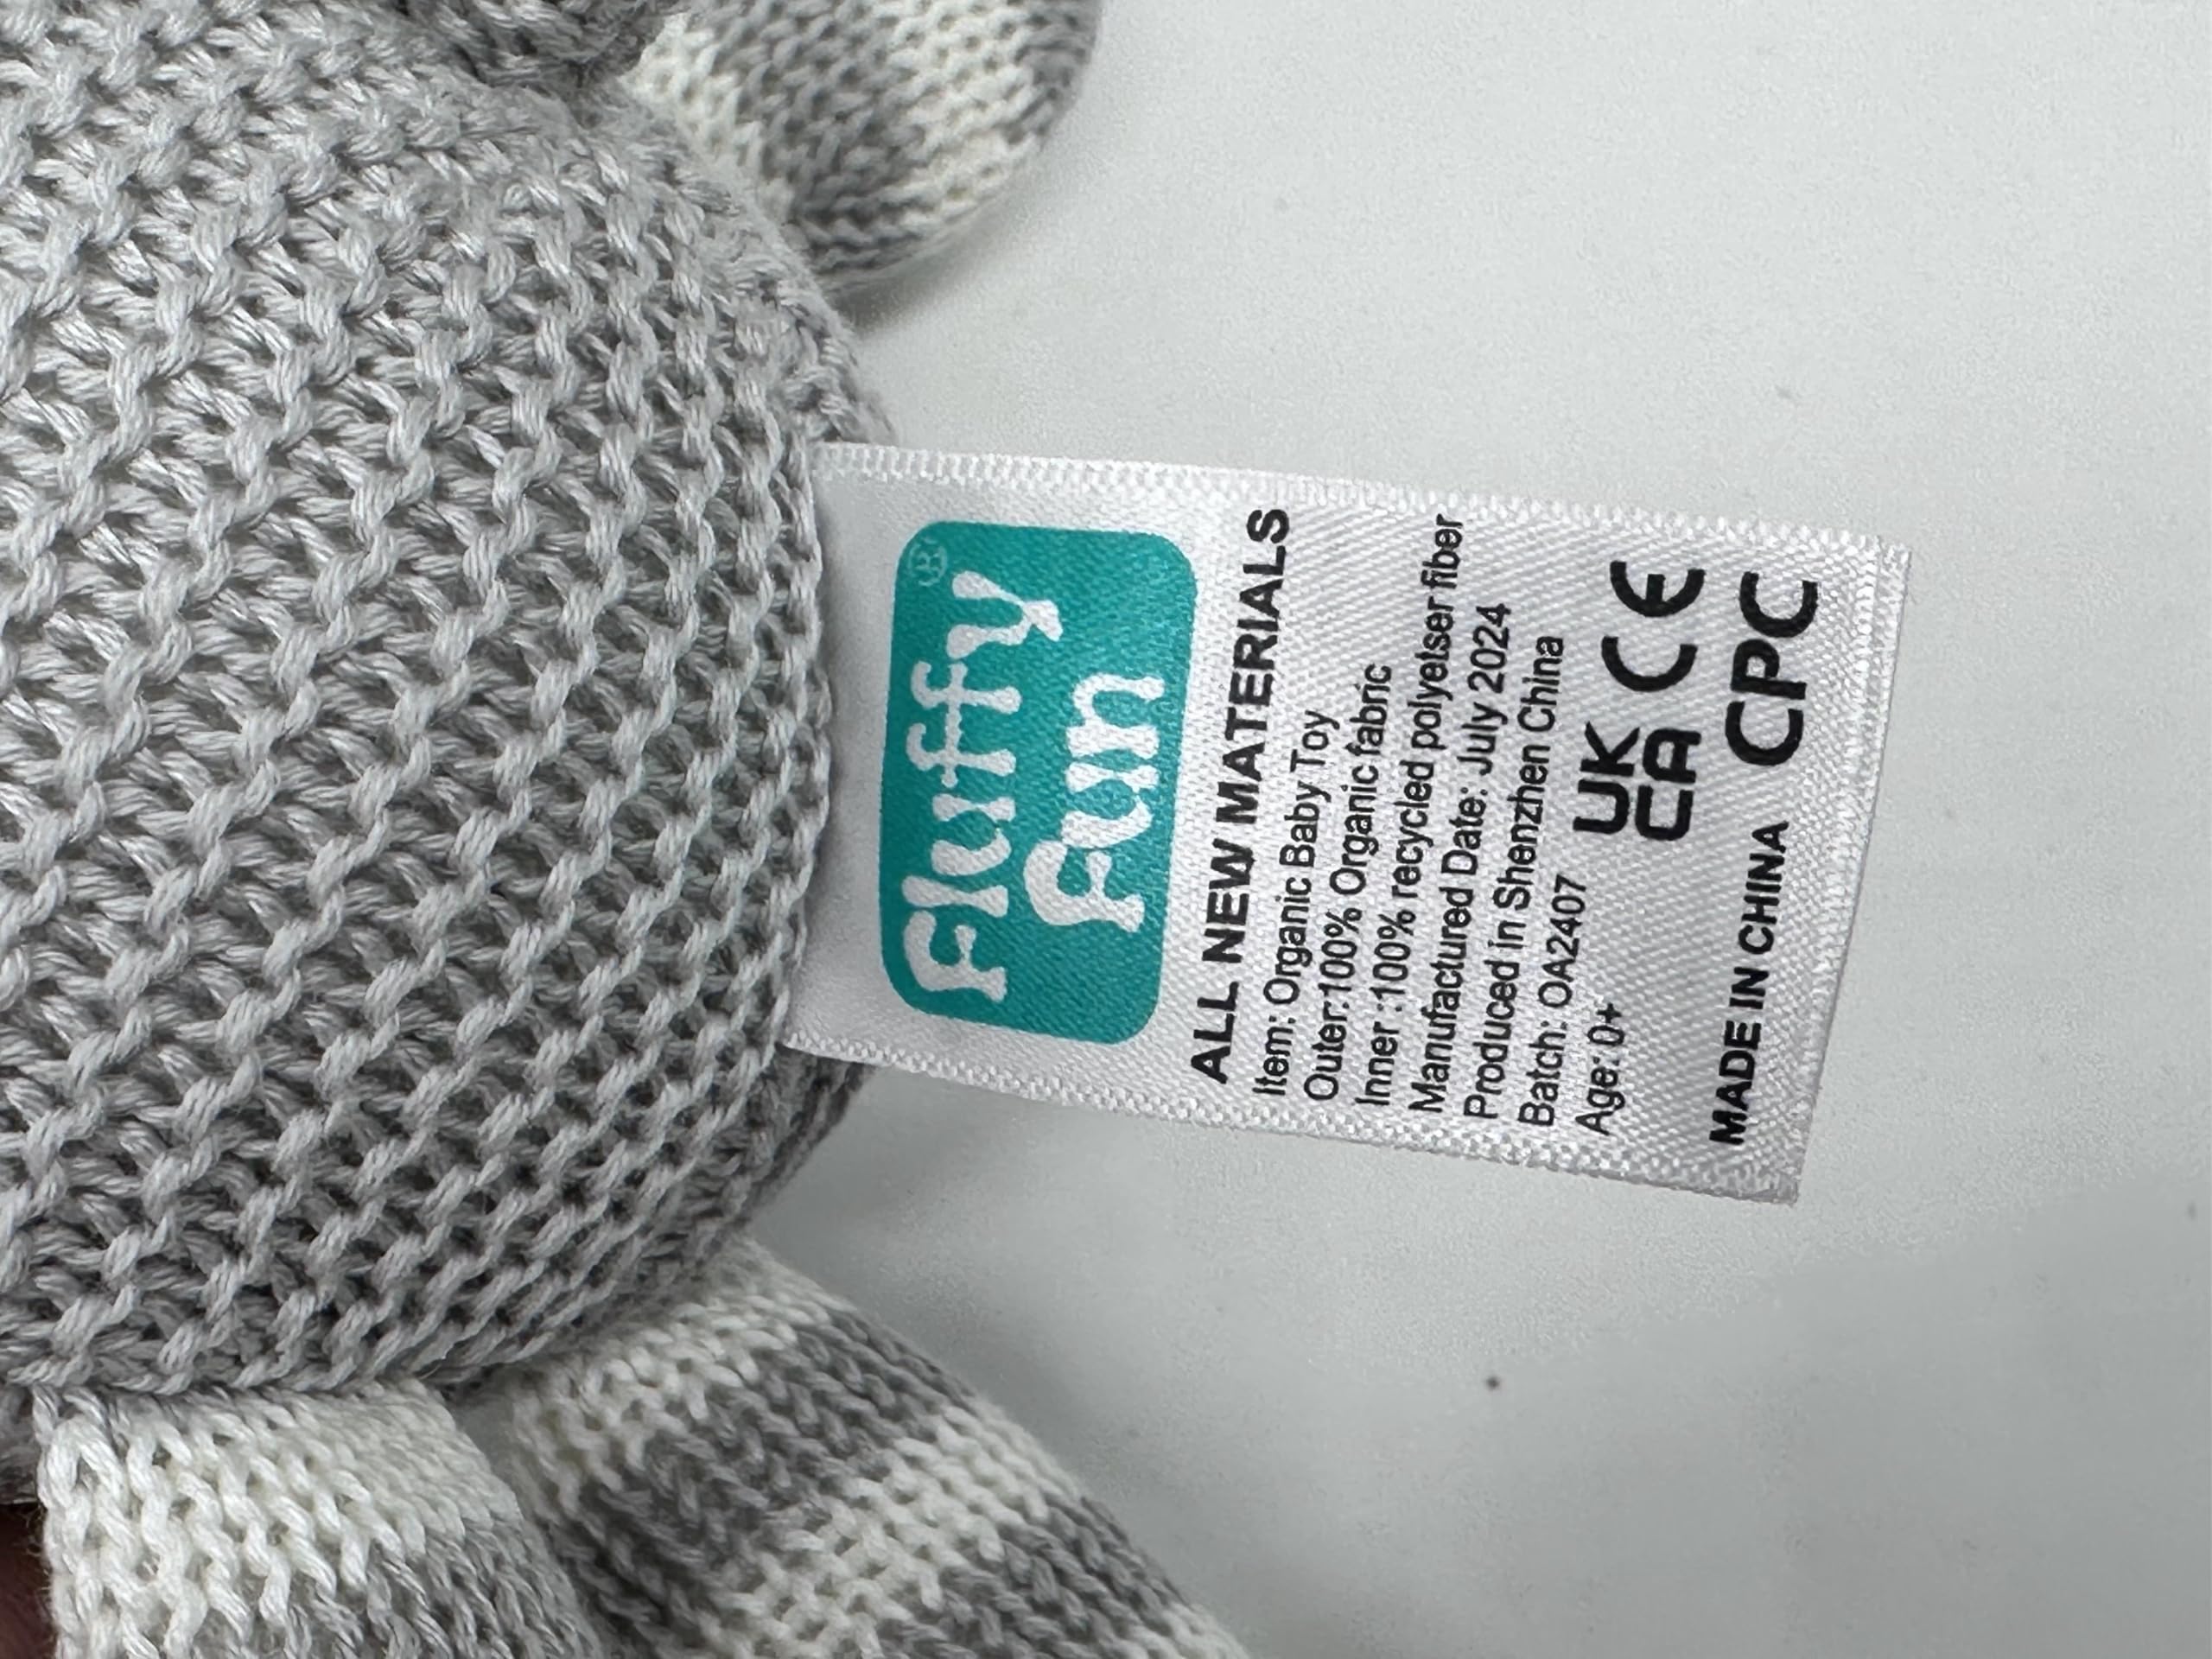 Fluffy®
Fun
ALL NEW MATERIALS
Item: Organic Baby Toy
Outer:100% Organic fabric
Inner :100% recycled polyetser fiber
Manufactured Date: July 2024
Produced in Shenzhen China
Batch: OA2407
Age: 0+
UK
CA CE
MADE IN CHINA CPC